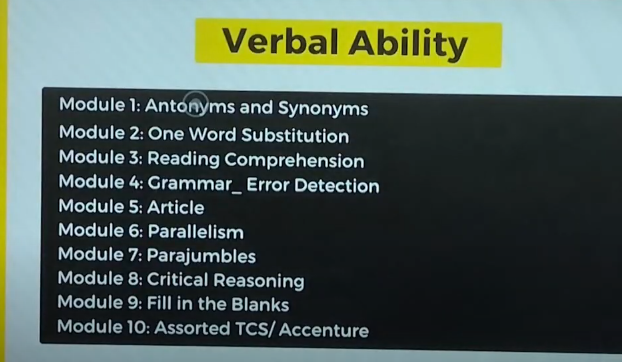 Verbal Ability
Module 1: Antonyms and Synonyms
Module 2: One Word Substitution
Module 3: Reading Comprehension
Module 4: Grammar_ Error Detection
Module 5: Article
Module 6: Parallelism
Module 7: Parajumbles
Module 8: Critical Reasoning
Module 9: Fill in the Blanks
Module 10: Assorted TCS/ Accenture